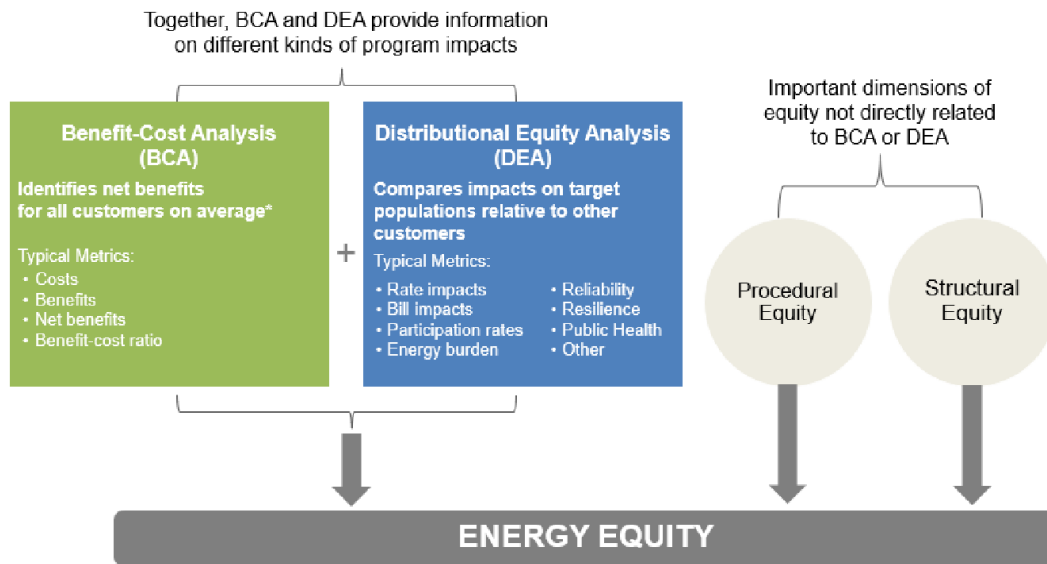 Together, BCA and DEA provide information
on different kinds of program impacts
Important dimensions of
equity not directly related
to BCA or DEA
Benefit-Cost Analysis
(BCA)
Identifies net benefits
for all customers on average*
Typical Metrics:
• Costs
• Benefits
• Net benefits
• Benefit-cost ratio
+
Distributional Equity Analysis
(DEA)
Compares impacts on target
populations relative to other
customers
Typical Metrics:
• Rate impacts
• Bill impacts
• Participation rates
• Energy burden
• Reliability
• Resilience
• Public Health
• Other
Procedural
Equity
Structural
Equity
ENERGY EQUITY